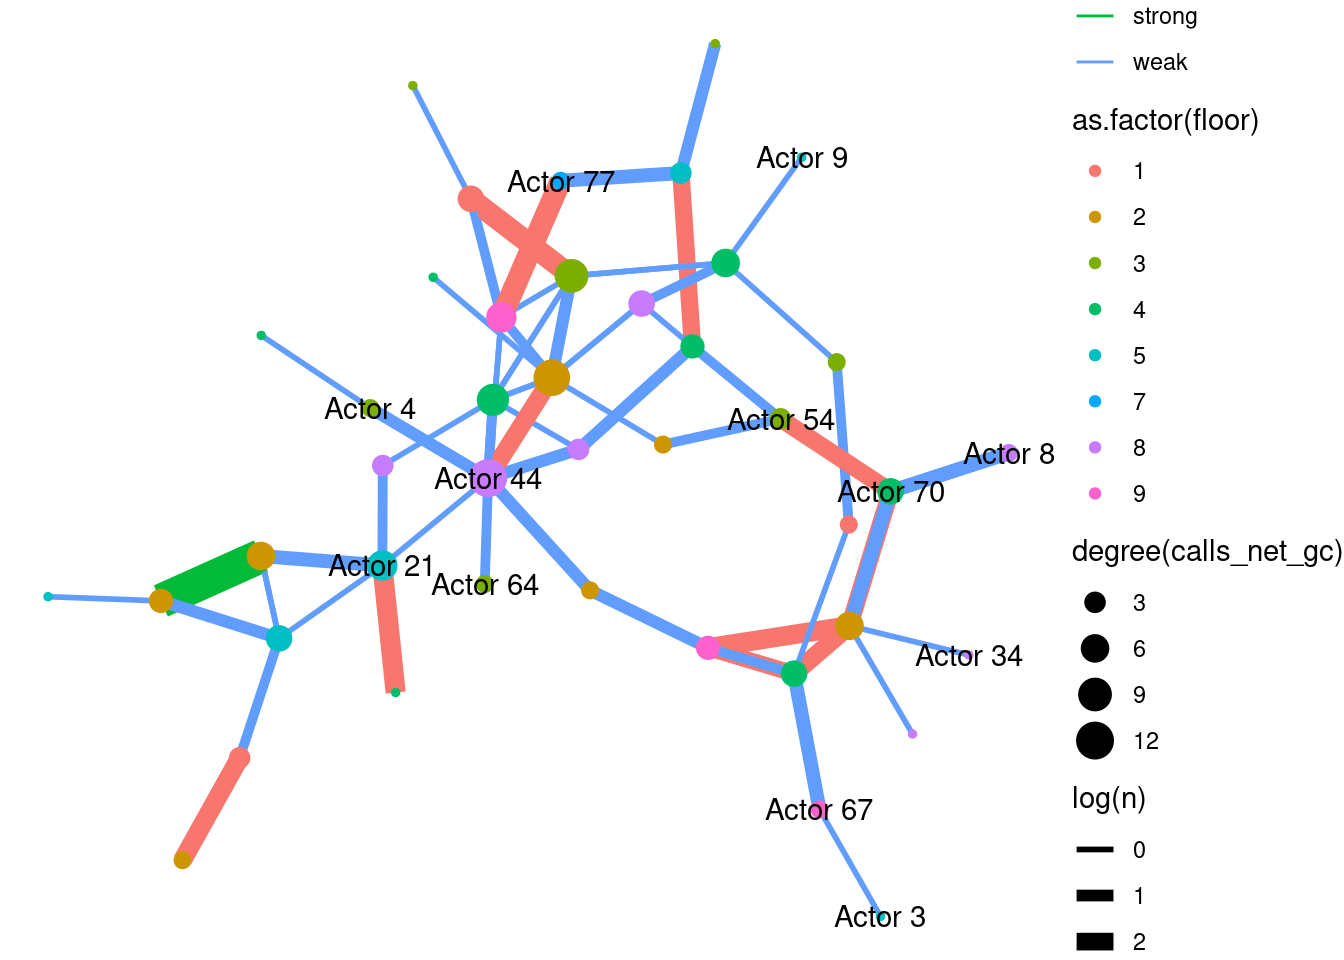 strong
weak
as.factor(floor)
1
2
3
4
5
7
8
9
degree(calls_net_gc)
3
6
9
12
log(n)
0
1
2
Actor 9
Actor 77
Actor 4
Actor 54
Actor 8
Actor 44
Actor 70
Actor 21
Actor 64
Actor 34
Actor 67
Actor 3